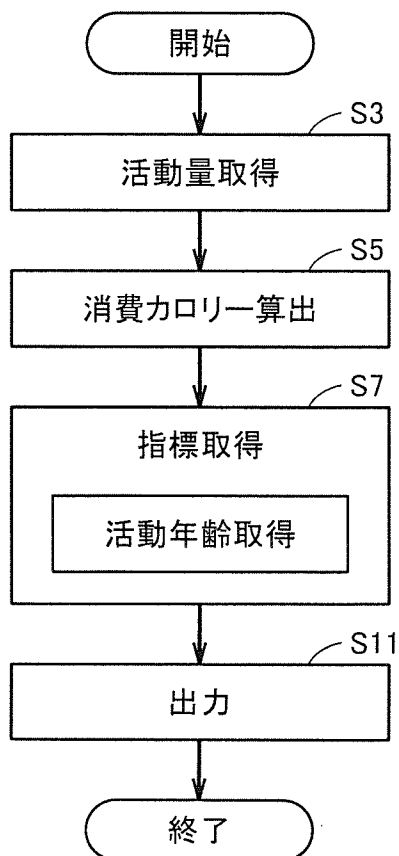 開始
S3
活動量取得
S5
消費カロリー算出
S7
指標取得
活動年齢取得
S11
出力
終了